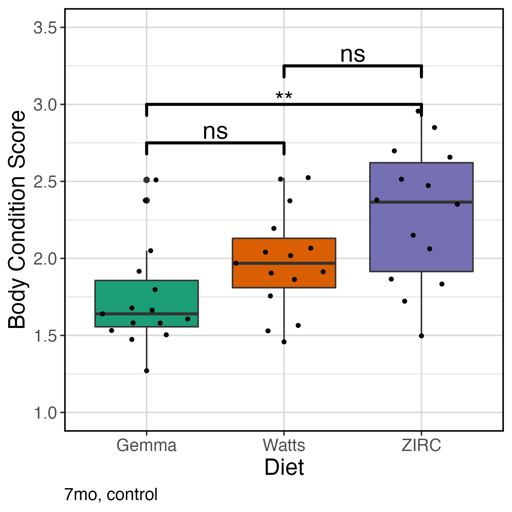 3.5
ns
3.0
**
ns
2.5
2.0
1.5
1.0
Body Condition Score
Gemma Watts ZIRC
Diet
7mo, control